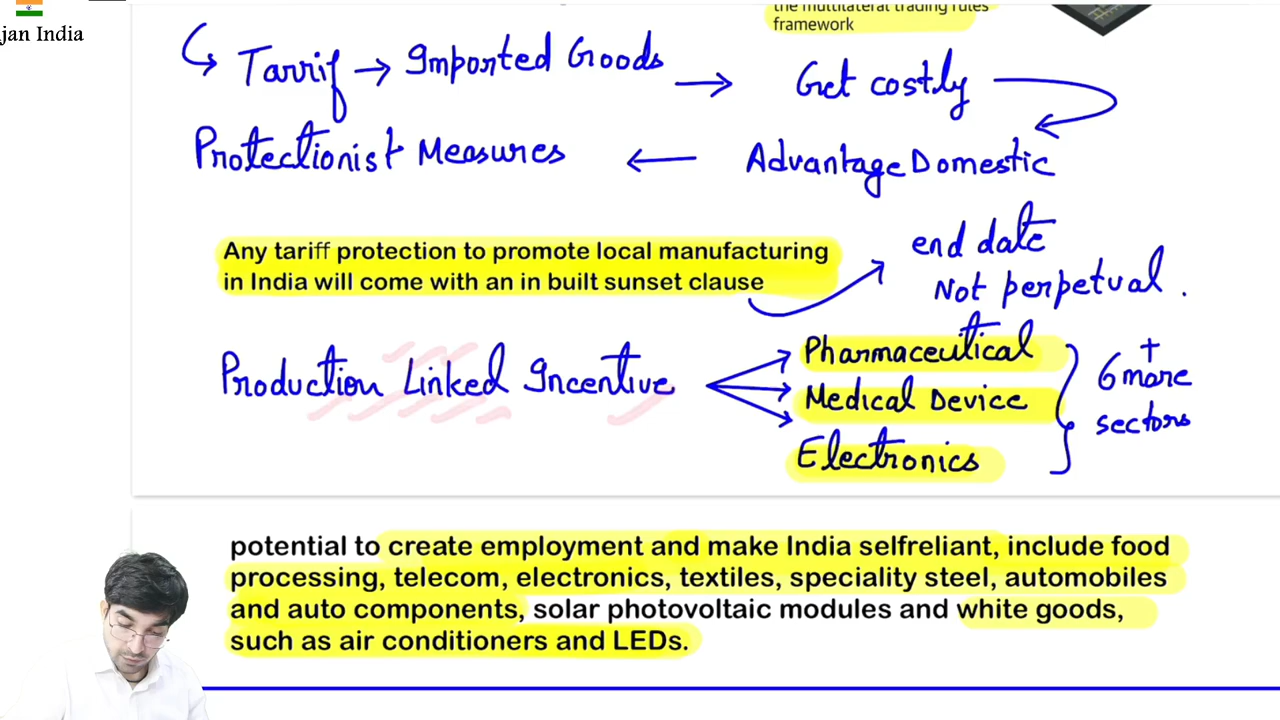 the multilateral trading rules
framework
jan India
Tarrif → Imported Goods → Get costly
Protectionist Measures ← Advantage Domestic
Any tariff protection to promote local manufacturing
in India will come with an in built sunset clause
end date
Not perpetual.
Production Linked Incentive
Pharmaceutical
Medical Device
Electronics
+
6 more
sectors
potential to create employment and make India selfreliant, include food
processing, telecom, electronics, textiles, speciality steel, automobiles
and auto components, solar photovoltaic modules and white goods,
such as air conditioners and LEDs.